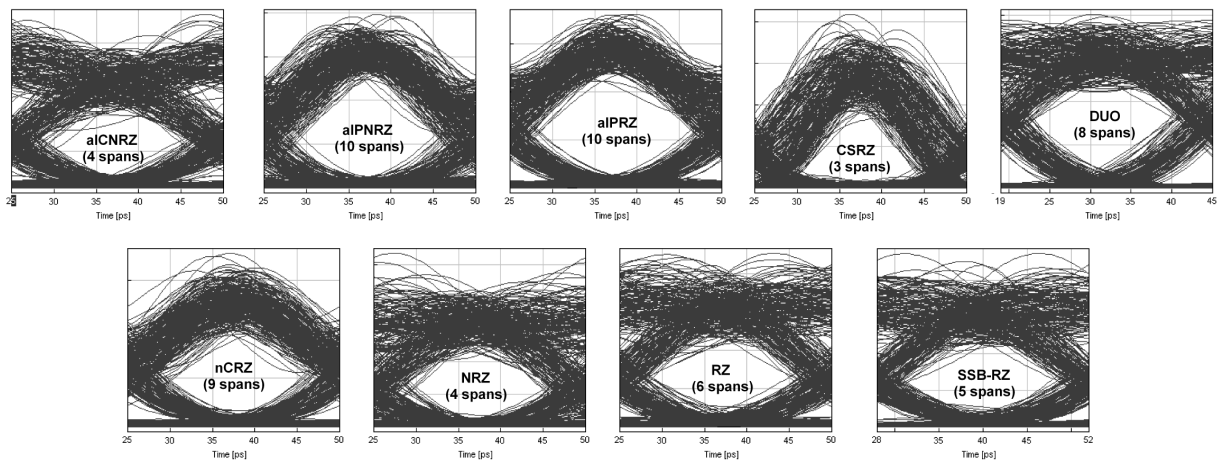 aICNRZ
(4 spans)
25 30 35 40 45 50
Time [ps]
aIPNRZ
(10 spans)
25 30 35 40 45 50
Time [ps]
aIPRZ
(10 spans)
25 30 35 40 45 50
Time [ps]
CSRZ
(3 spans)
25 30 35 40 45 50
Time [ps]
DUO
(8 spans)
19 25 30 35 40 45
Time [ps]
nCRZ
(9 spans)
25 30 35 40 45 50
Time [ps]
NRZ
(4 spans)
25 30 35 40 45 50
Time [ps]
RZ
(6 spans)
25 30 35 40 45 50
Time [ps]
SSB-RZ
(5 spans)
28 35 40 45 52
Time [ps]